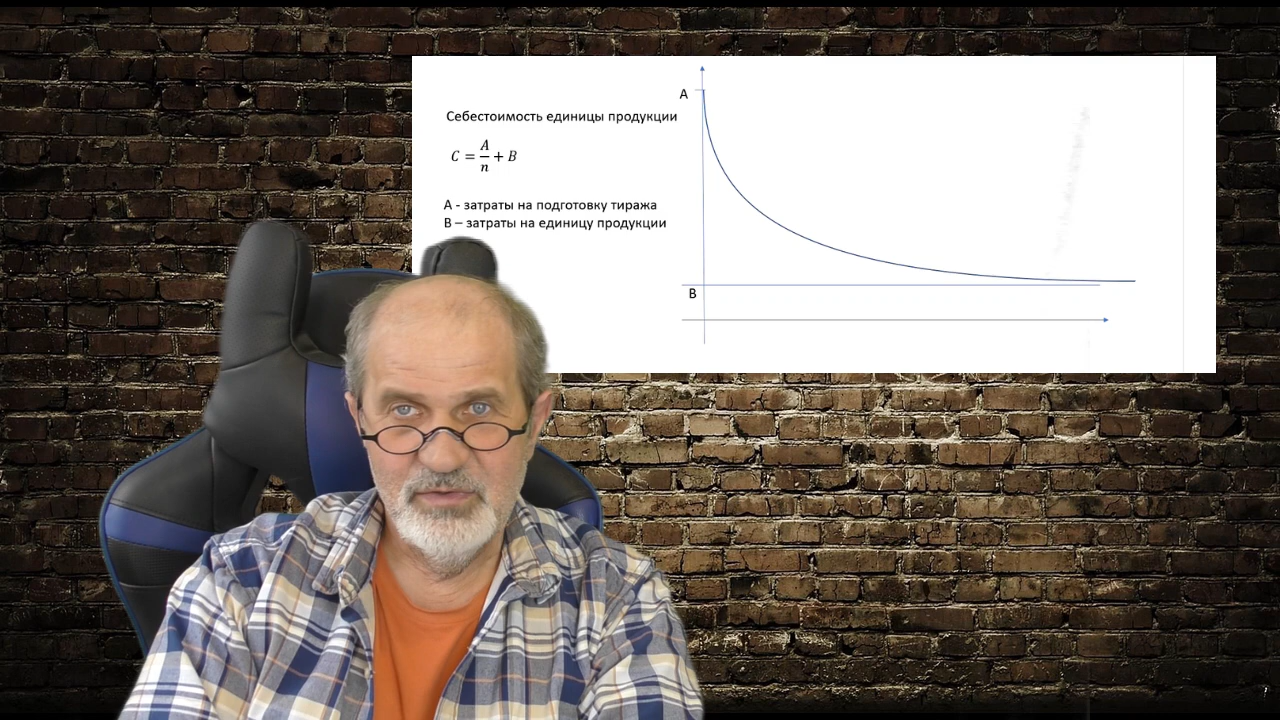 Себестоимость единицы продукции
C = A/n + B
A - затраты на подготовку тиража
B – затраты на единицу продукции
A
B